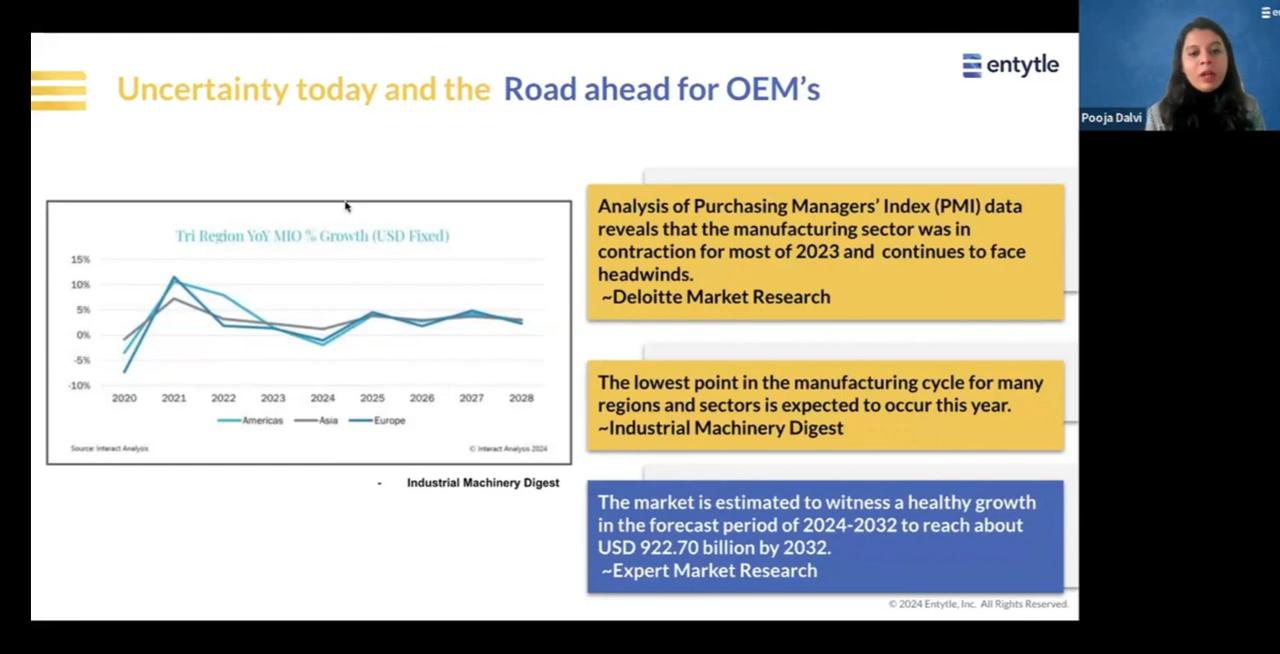 Uncertainty today and the Road ahead for OEM's
entytle
Pooja Dalvi
Tri Region YoY MIO % Growth (USD Fixed)
15%
10%
5%
0%
-5%
-10%
2020 2021 2022 2023 2024 2025 2026 2027 2028
Americas Asia Europe
Source: Interact Analysis © Interact Analysis 2024
- Industrial Machinery Digest
Analysis of Purchasing Managers' Index (PMI) data
reveals that the manufacturing sector was in
contraction for most of 2023 and continues to face
headwinds.
~Deloitte Market Research
The lowest point in the manufacturing cycle for many
regions and sectors is expected to occur this year.
~Industrial Machinery Digest
The market is estimated to witness a healthy growth
in the forecast period of 2024-2032 to reach about
USD 922.70 billion by 2032.
~Expert Market Research
© 2024 Entytle, Inc. All Rights Reserved.